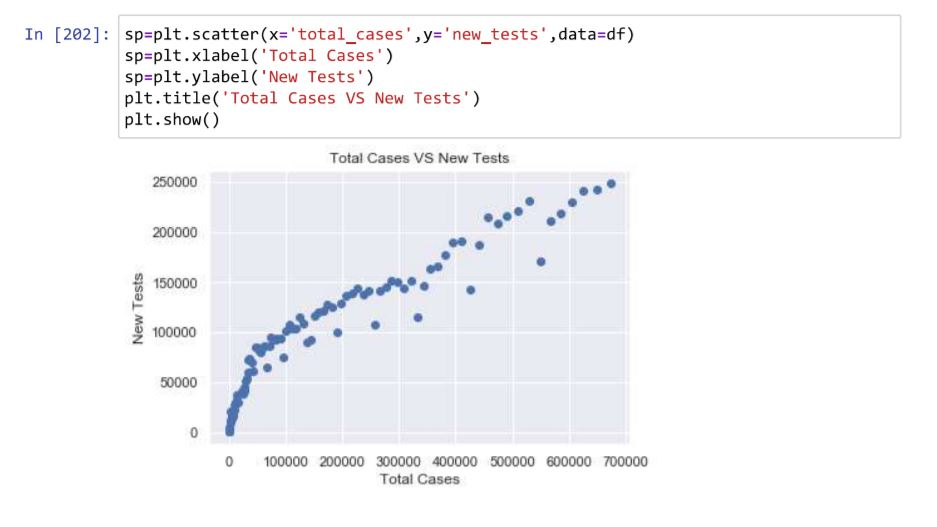 In [202]: sp=plt.scatter(x='total_cases',y='new_tests',data=df)
sp=plt.xlabel('Total Cases')
sp=plt.ylabel('New Tests')
plt.title('Total Cases VS New Tests')
plt.show()
Total Cases VS New Tests
250000
200000
150000
100000
50000
0
New Tests
0 100000 200000 300000 400000 500000 600000 700000
Total Cases